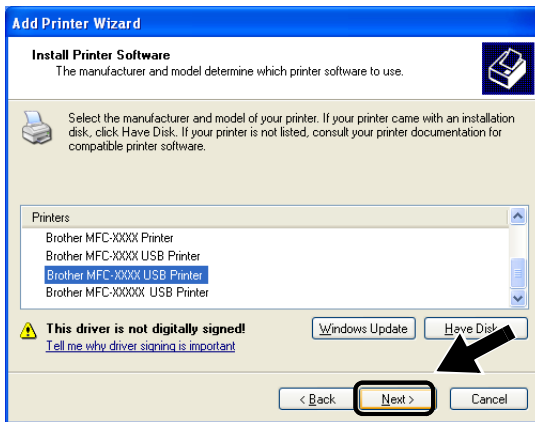 Add Printer Wizard
Install Printer Software
The manufacturer and model determine which printer software to use.
Select the manufacturer and model of your printer. If your printer came with an installation
disk, click Have Disk. If your printer is not listed, consult your printer documentation for
compatible printer software.
Printers
Brother MFC-XXXX Printer
Brother MFC-XXXX USB Printer
Brother MFC-XXXX USB Printer
Brother MFC-XXXXX USB Printer
This driver is not digitally signed!
Windows Update
Have Disk
Tell me why driver signing is important
< Back
Next >
Cancel